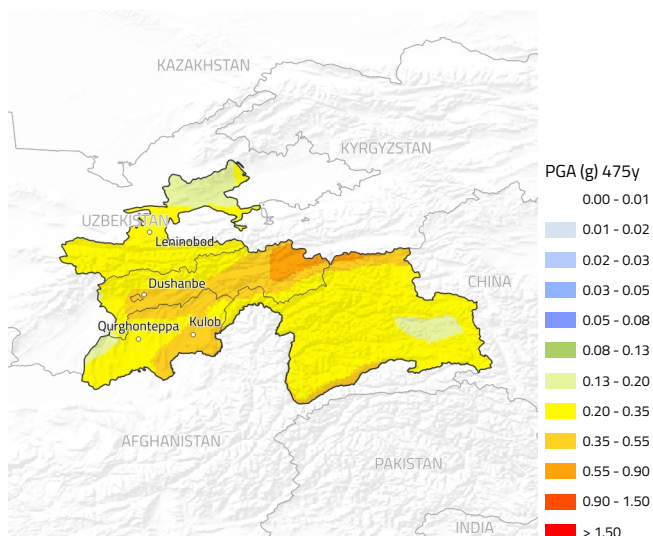 KAZAKHSTAN
KYRGYZSTAN
UZBEKISTAN
Leninobod
CHINA
Dushanbe
Qurghonteppa
Kulob
AFGHANISTAN
PAKISTAN
INDIA
PGA (g) 475y
0.00 - 0.01
0.01 - 0.02
0.02 - 0.03
0.03 - 0.05
0.05 - 0.08
0.08 - 0.13
0.13 - 0.20
0.20 - 0.35
0.35 - 0.55
0.55 - 0.90
0.90 - 1.50
> 1.50